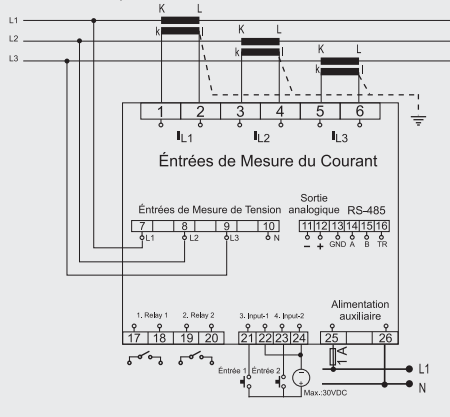 K L
L1
k l
K L
L2
k l
K L
L3
k l
1 2 3 4 5 6
IL1 IL2 IL3
Éntrées de Mesure du Courant
Sortie
analogique RS-485
Éntrées de Mesure de Tension
7 8 9 10 11 12 13 14 15 16
L1 L2 L3 N − + GND A B TR
Alimentation
auxiliaire
1. Relay 1 2. Relay 2 3. Input-1 4. Input-2
17 18 19 20 21 22 23 24 25 26
1 A
Éntrée 1 Éntrée 2
L1
Max.:30VDC
N